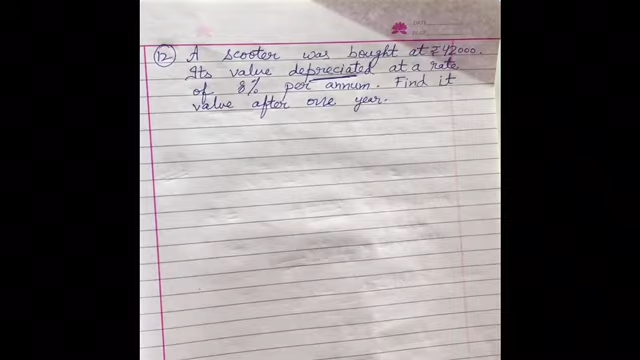 DATE
(12) A scooter was bought at ₹42000.
Its value depreciated at a rate
of 8% per annum. Find it
value after one year.